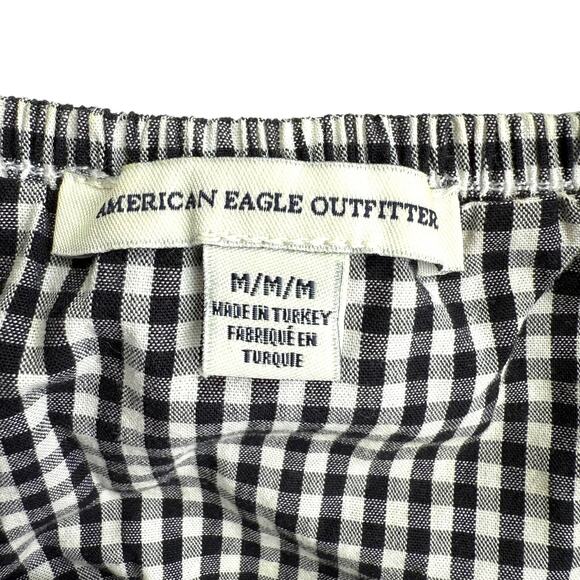 AMERICAN EAGLE OUTFITTER
M/M/M
MADE IN TURKEY
FABRIQUÉ EN
TURQUIE